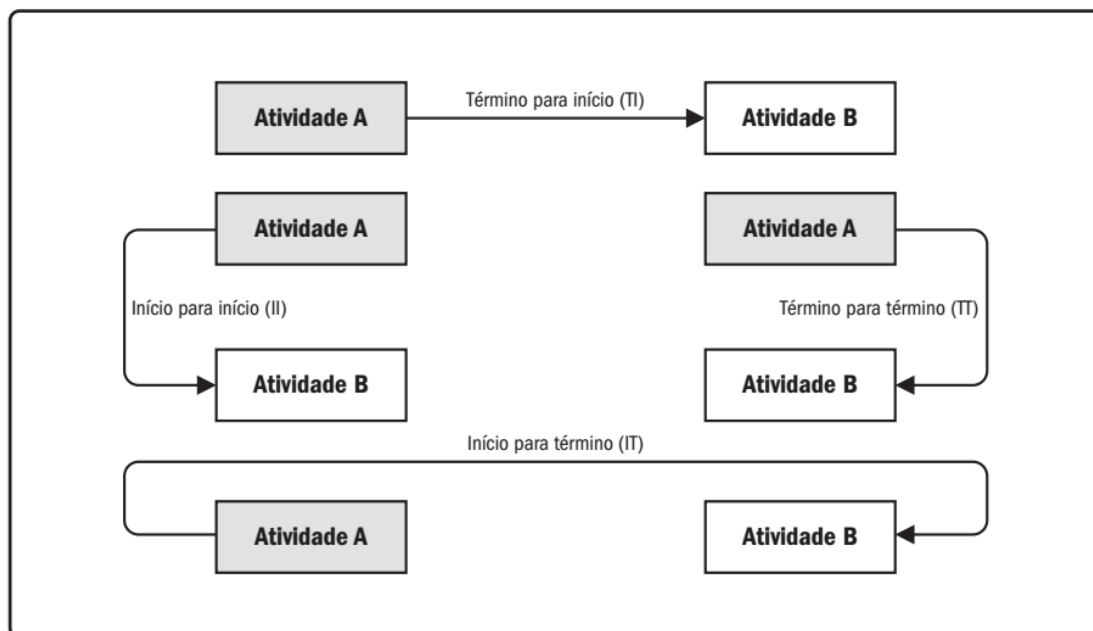 Atividade A
Término para início (TI)
Atividade B
Atividade A
Atividade A
Início para início (II)
Término para término (TT)
Atividade B
Atividade B
Início para término (IT)
Atividade A
Atividade B